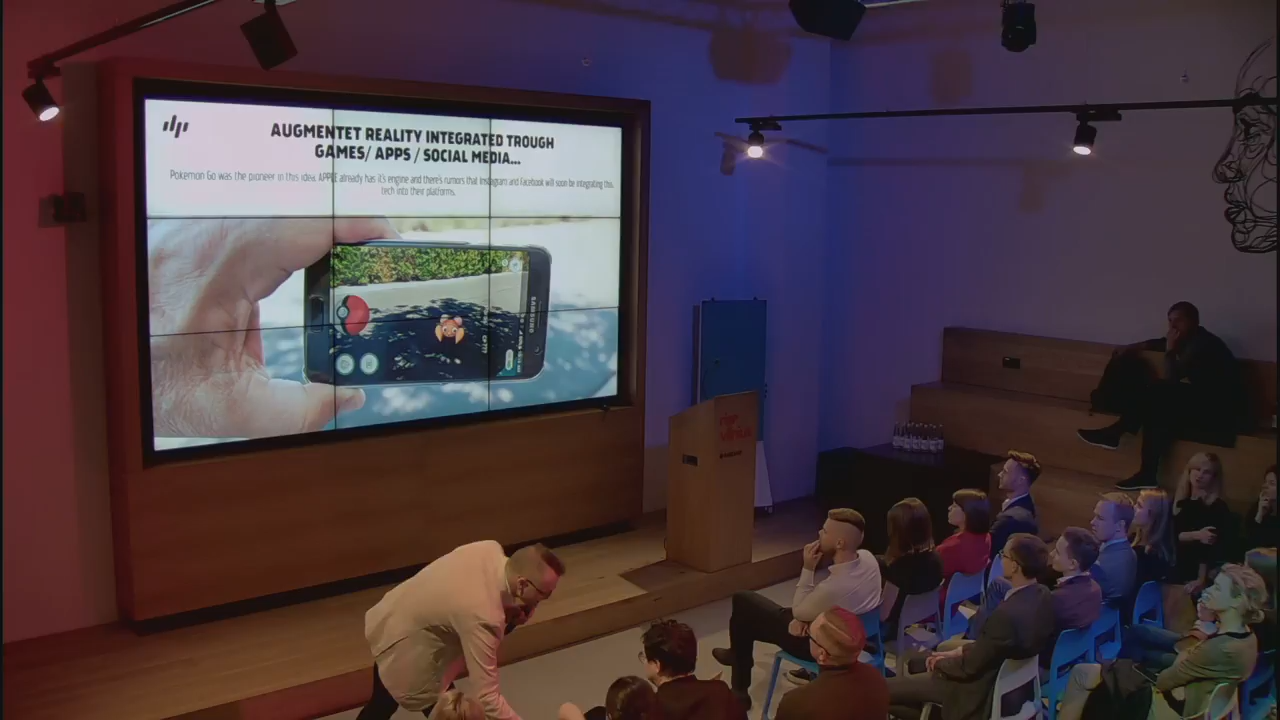 AUGMENTET REALITY INTEGRATED TROUGH
GAMES/ APPS / SOCIAL MEDIA...
Pokemon Go was the pioneer in this idea. APPLE already has it's engine and there's rumors that Instagram and Facebook will soon be integrating this
tech into their platforms.
SAMSUNG